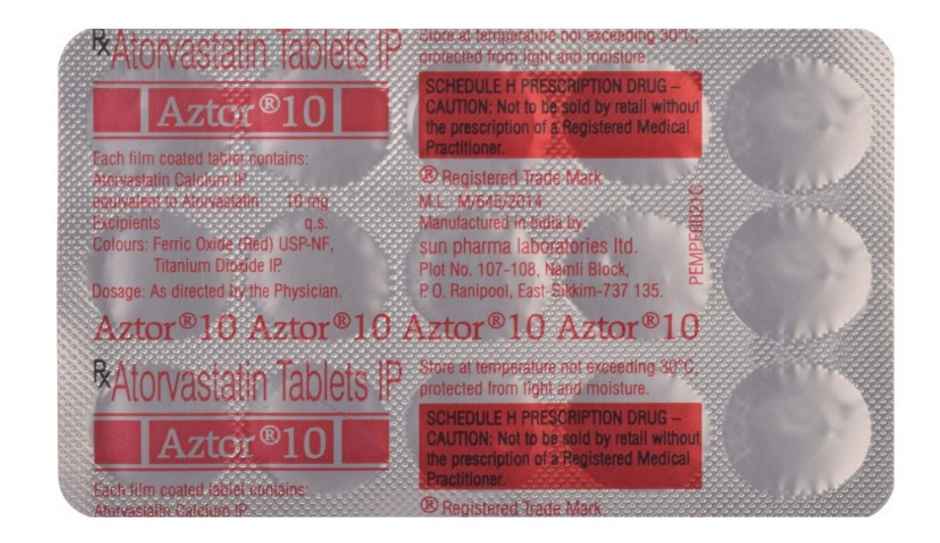 Rx Atorvastatin Tablets IP
Aztor®10
Each film coated tablet contains:
Atorvastatin Calcium IP
equivalent to Atorvastatin 10 mg
Excipients q.s.
Colours: Ferric Oxide (Red) USP-NF,
Titanium Dioxide IP
Dosage: As directed by the Physician.
Store at temperature not exceeding 30°C,
protected from light and moisture.
SCHEDULE H PRESCRIPTION DRUG –
CAUTION: Not to be sold by retail without
the prescription of a Registered Medical
Practitioner.
® Registered Trade Mark
M.L. M/645/2014
Manufactured in India by:
sun pharma laboratories ltd.
Plot No. 107-108, Namli Block,
P. O. Ranipool, East-Sikkim-737 135.
Aztor®10 Aztor®10 Aztor®10 Aztor®10
Rx Atorvastatin Tablets IP
Aztor®10
Each film coated tablet contains:
Atorvastatin Calcium IP
Store at temperature not exceeding 30°C,
protected from light and moisture.
SCHEDULE H PRESCRIPTION DRUG –
CAUTION: Not to be sold by retail without
the prescription of a Registered Medical
Practitioner.
® Registered Trade Mark